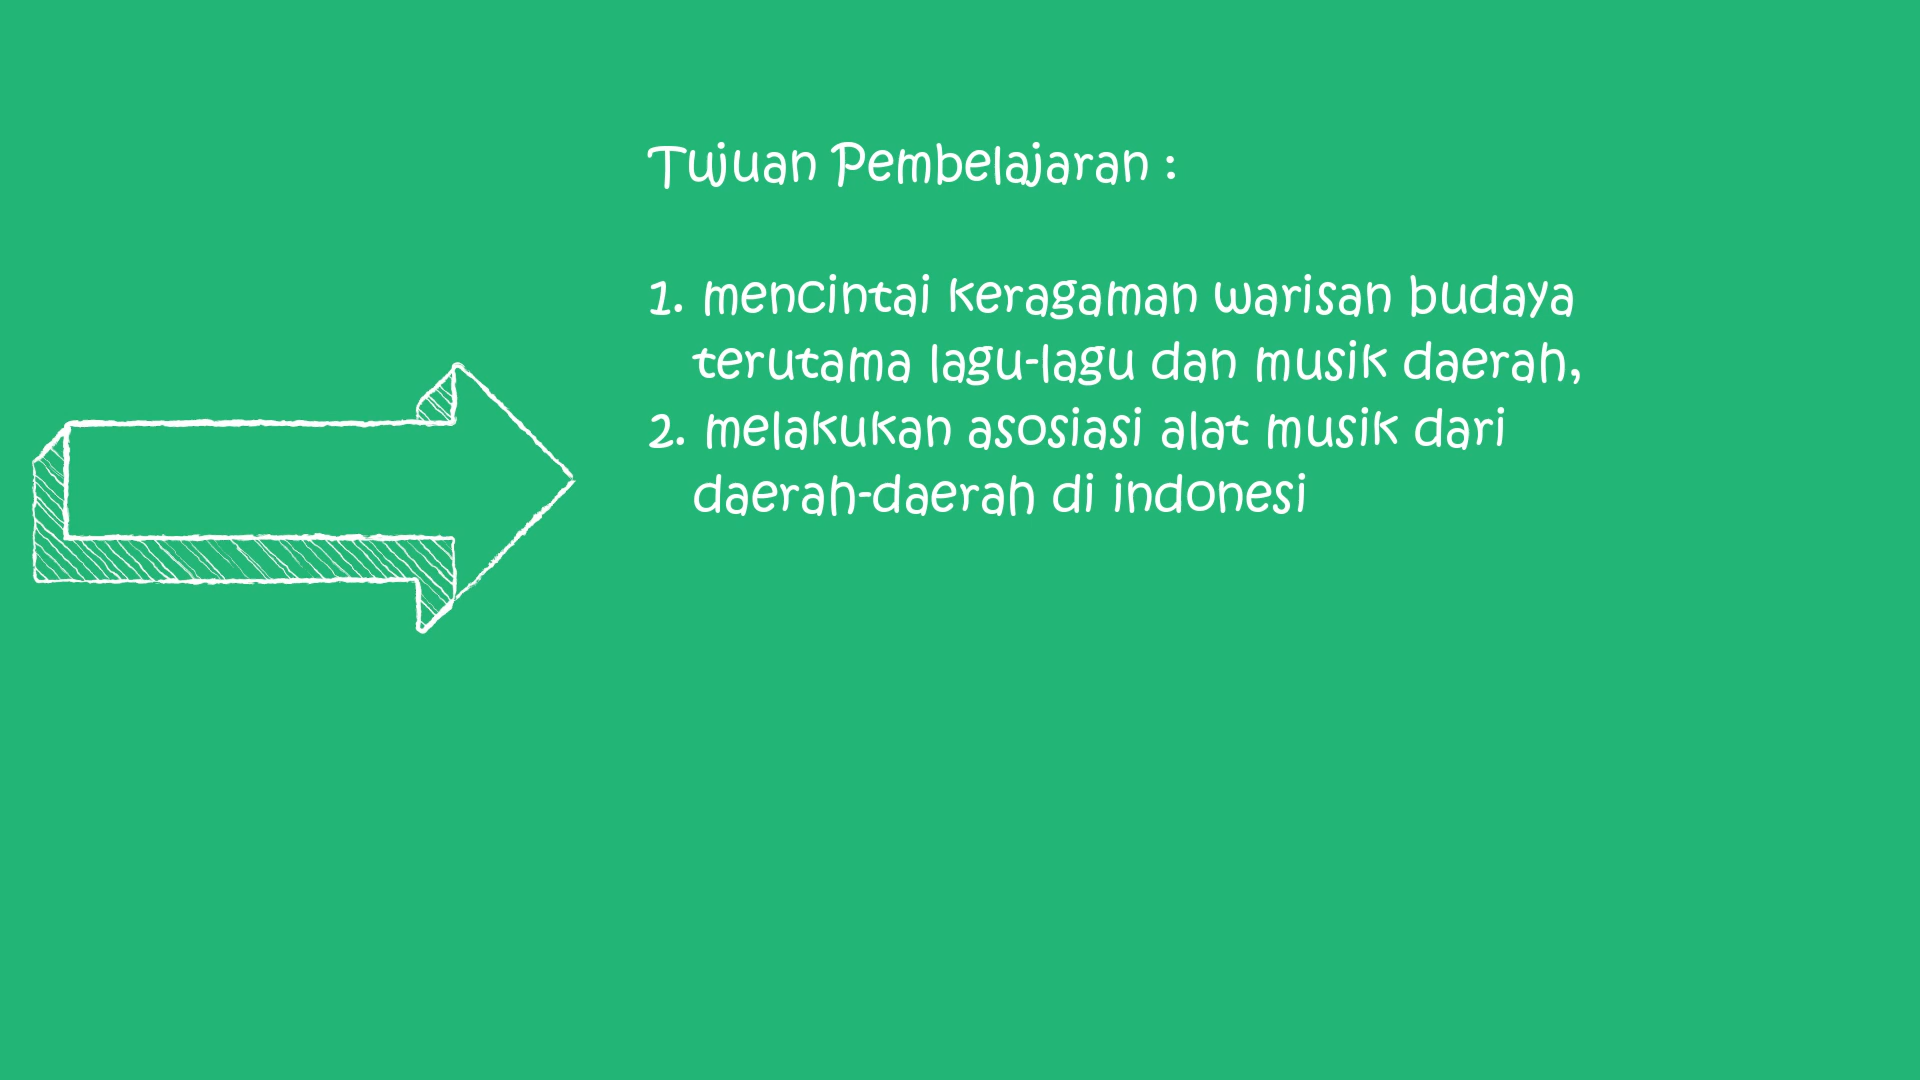 Tujuan Pembelajaran :
1. mencintai keragaman warisan budaya
terutama lagu-lagu dan musik daerah,
2. melakukan asosiasi alat musik dari
daerah-daerah di indonesi